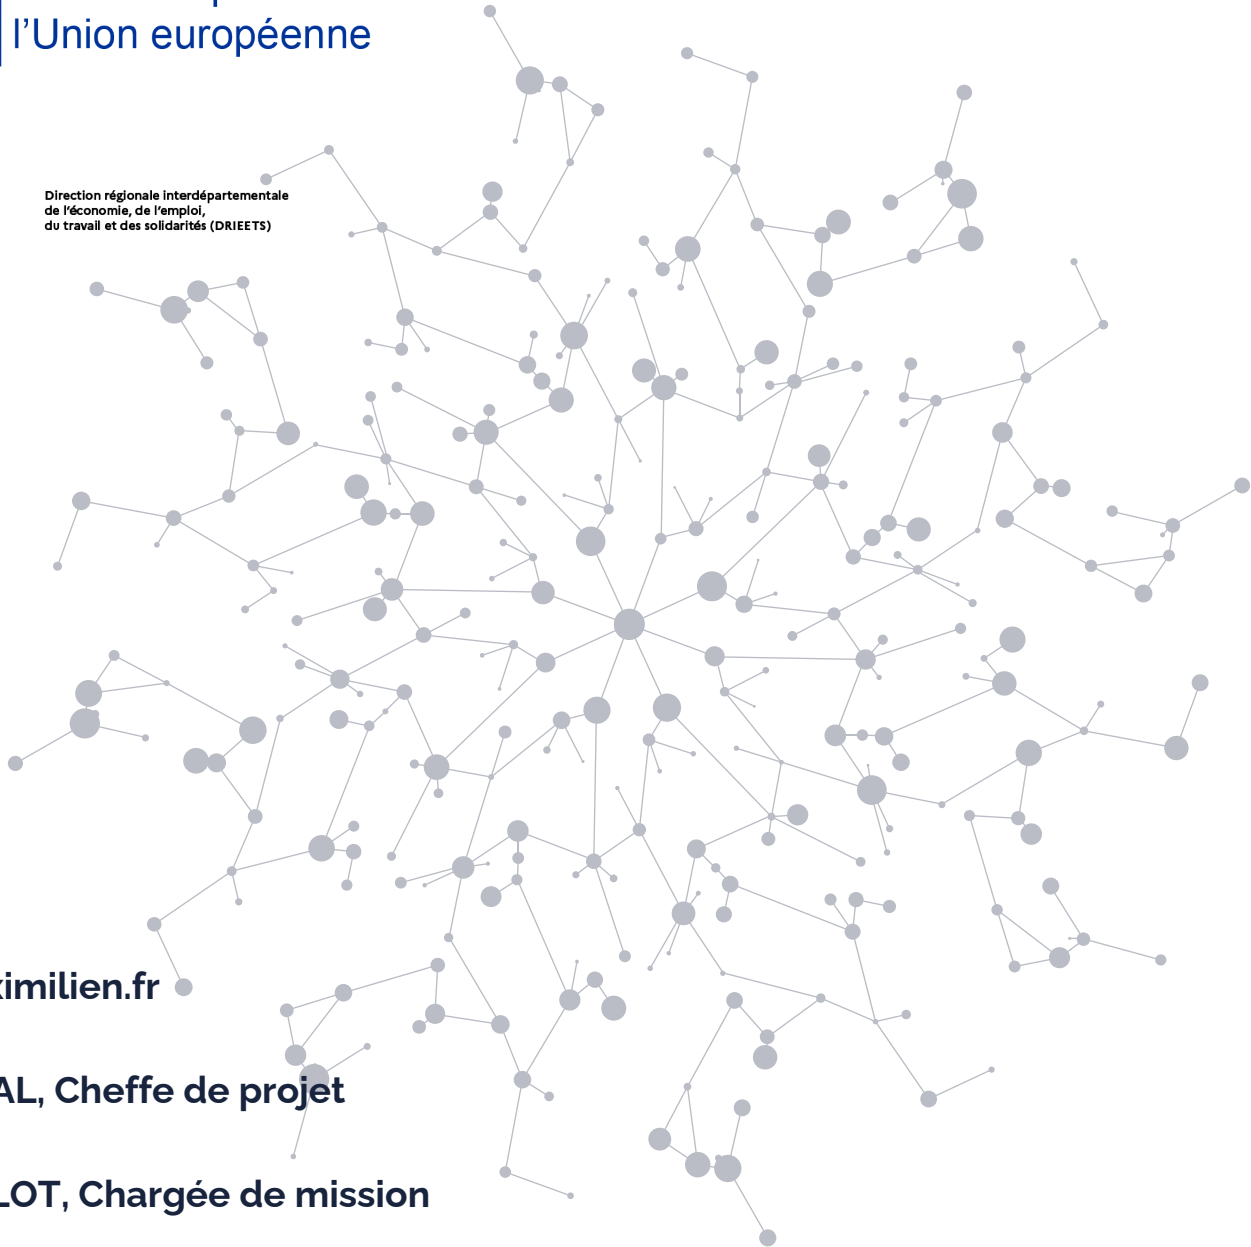 l’Union européenne
Direction régionale interdépartementale
de l’économie, de l’emploi,
du travail et des solidarités (DRIEETS)
ximilien.fr
AL, Cheffe de projet
LOT, Chargée de mission